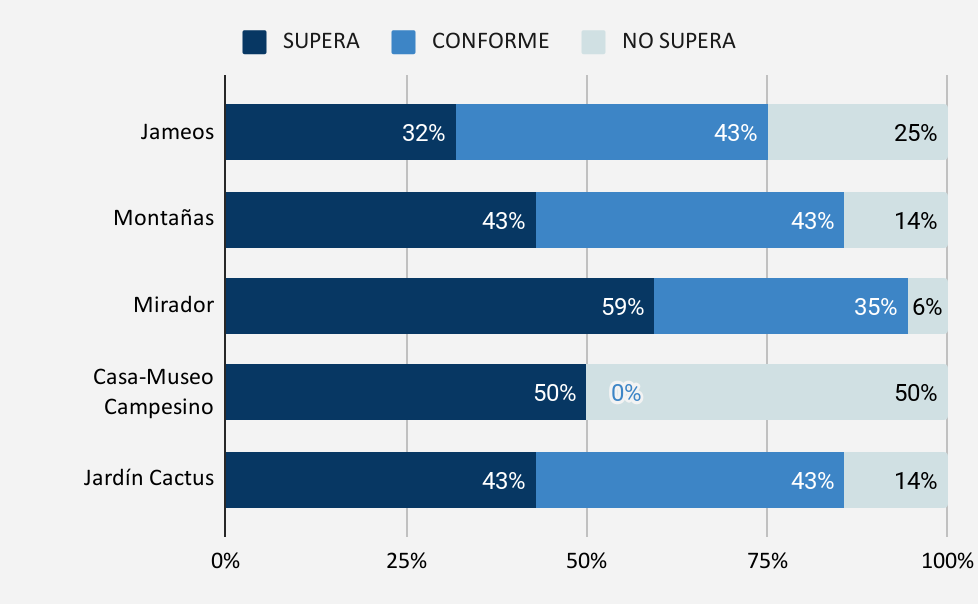 SUPERA CONFORME NO SUPERA
Jameos 32% 43% 25%
Montañas 43% 43% 14%
Mirador 59% 35% 6%
Casa-Museo
Campesino 50% 0% 50%
Jardín Cactus 43% 43% 14%
0% 25% 50% 75% 100%